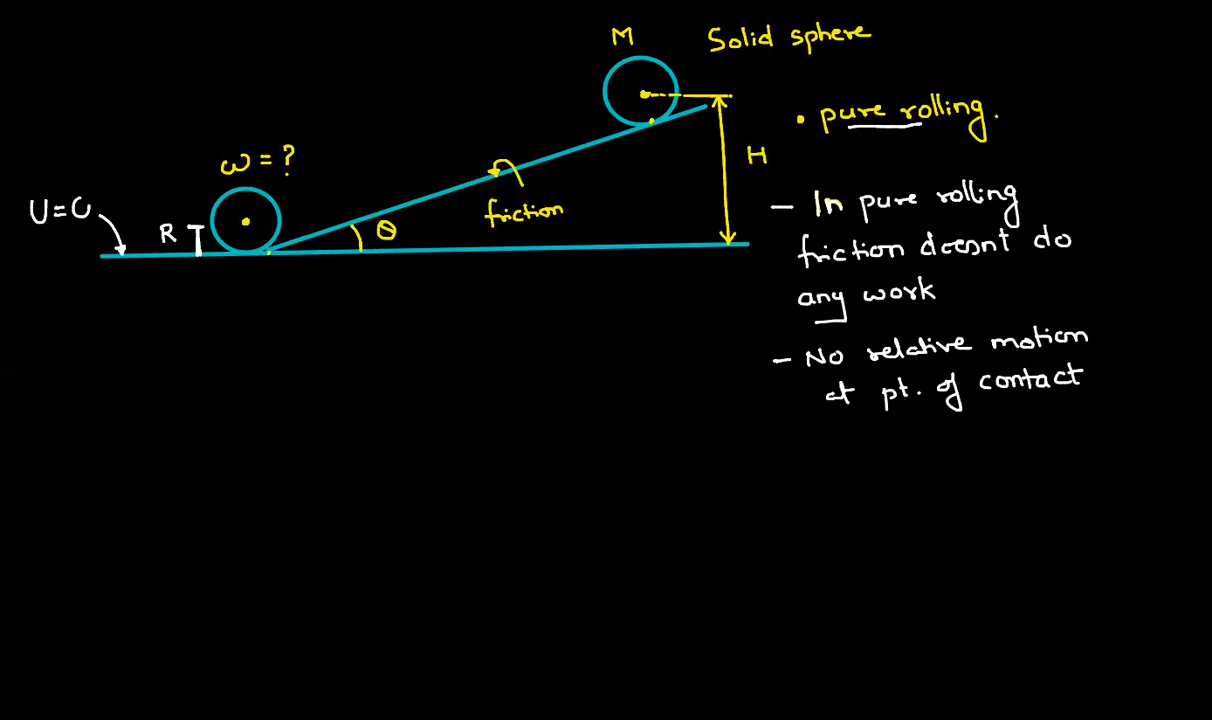 M
Solid sphere
• pure rolling.
ω = ?
H
U=0
R
θ
friction
- In pure rolling
friction doesnt do
any work
- No relative motion
at pt. of contact